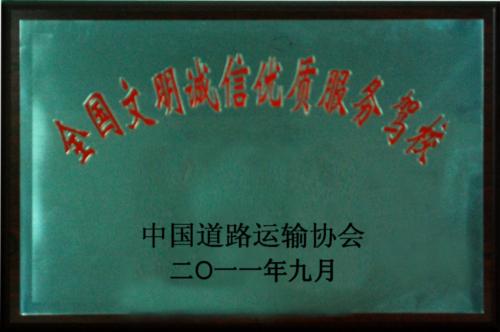 全国文明诚信优质服务驾校
中国道路运输协会
二〇一一年九月